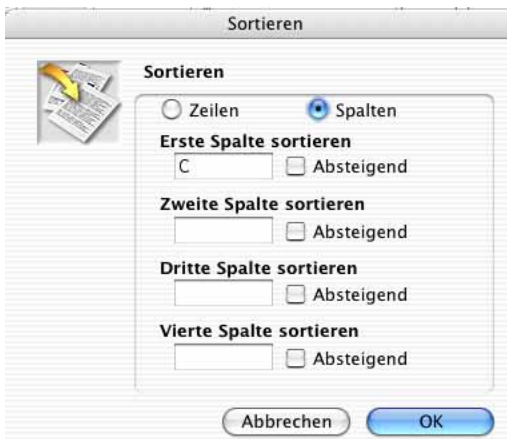 Sortieren
Sortieren
Zeilen Spalten
Erste Spalte sortieren
C Absteigend
Zweite Spalte sortieren
Absteigend
Dritte Spalte sortieren
Absteigend
Vierte Spalte sortieren
Absteigend
Abbrechen OK